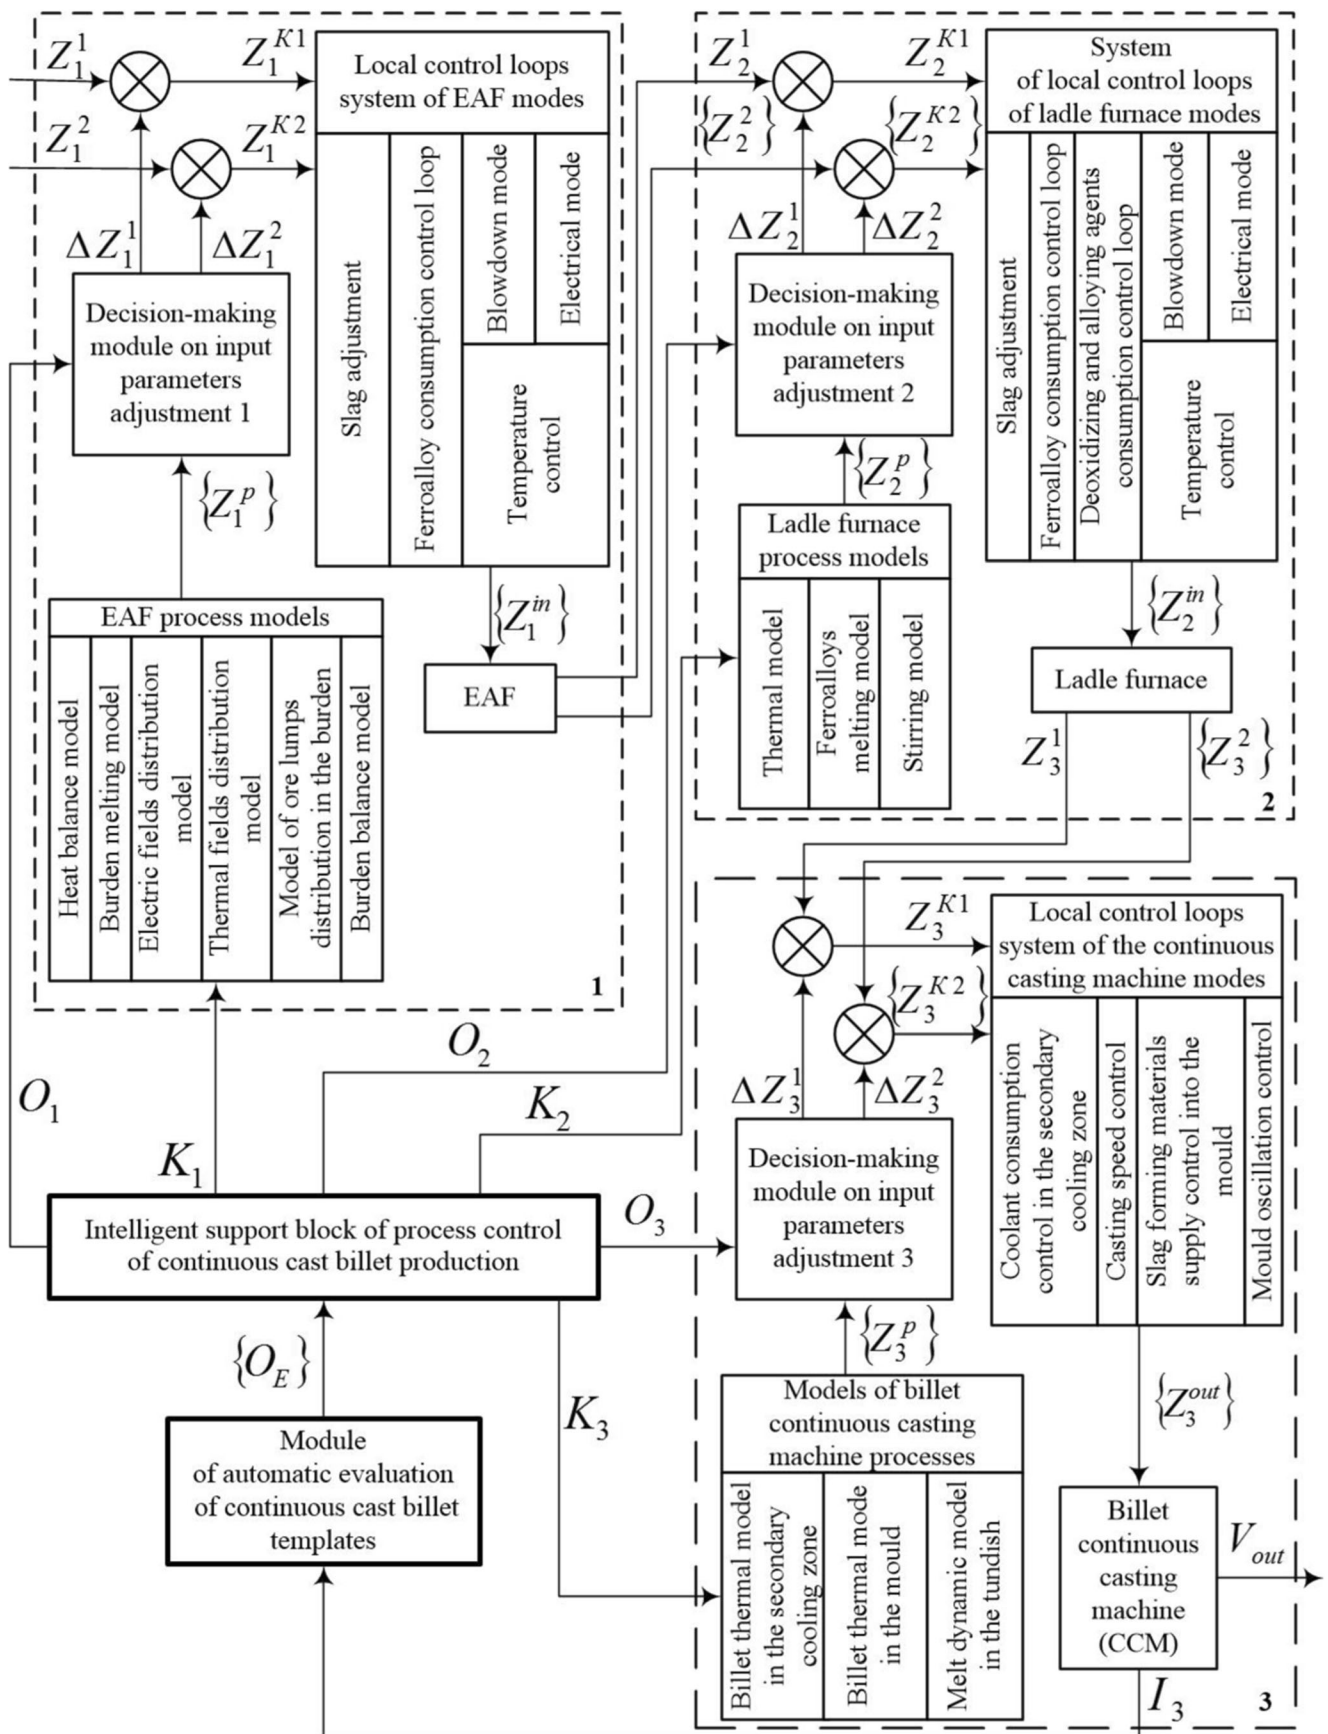 Z_1^1
Z_1^{K1}
Z_1^2
Z_1^{K2}
ΔZ_1^1
ΔZ_1^2
Local control loops
system of EAF modes
Slag adjustment
Ferroalloy consumption control loop
Blowdown mode
Electrical mode
Temperature
control
Decision-making
module on input
parameters
adjustment 1
{Z_1^p}
{Z_1^{in}}
EAF
EAF process models
Heat balance model
Burden melting model
Electric fields distribution
model
Thermal fields distribution
model
Model of ore lumps
distribution in the burden
Burden balance model
1
Z_2^1
Z_2^{K1}
{Z_2^2}
{Z_2^{K2}}
ΔZ_2^1
ΔZ_2^2
System
of local control loops
of ladle furnace modes
Slag adjustment
Ferroalloy consumption control loop
Deoxidizing and alloying agents
consumption control loop
Blowdown mode
Electrical mode
Temperature
control
Decision-making
module on input
parameters
adjustment 2
{Z_2^p}
Ladle furnace
process models
Thermal model
Ferroalloys
melting model
Stirring model
{Z_2^{in}}
Ladle furnace
Z_3^1
{Z_3^2}
2
O_1
K_1
O_2
K_2
O_3
K_3
Intelligent support block of process control
of continuous cast billet production
{O_E}
Module
of automatic evaluation
of continuous cast billet
templates
Z_3^{K1}
{Z_3^{K2}}
ΔZ_3^1
ΔZ_3^2
Local control loops
system of the continuous
casting machine modes
Coolant consumption
control in the secondary
cooling zone
Casting speed control
Slag forming materials
supply control into the
mould
Mould oscillation control
Decision-making
module on input
parameters
adjustment 3
{Z_3^p}
Models of billet
continuous casting
machine processes
Billet thermal model
in the secondary
cooling zone
Billet thermal mode
in the mould
Melt dynamic model
in the tundish
{Z_3^{out}}
Billet
continuous
casting
machine
(CCM)
V_{out}
I_3
3